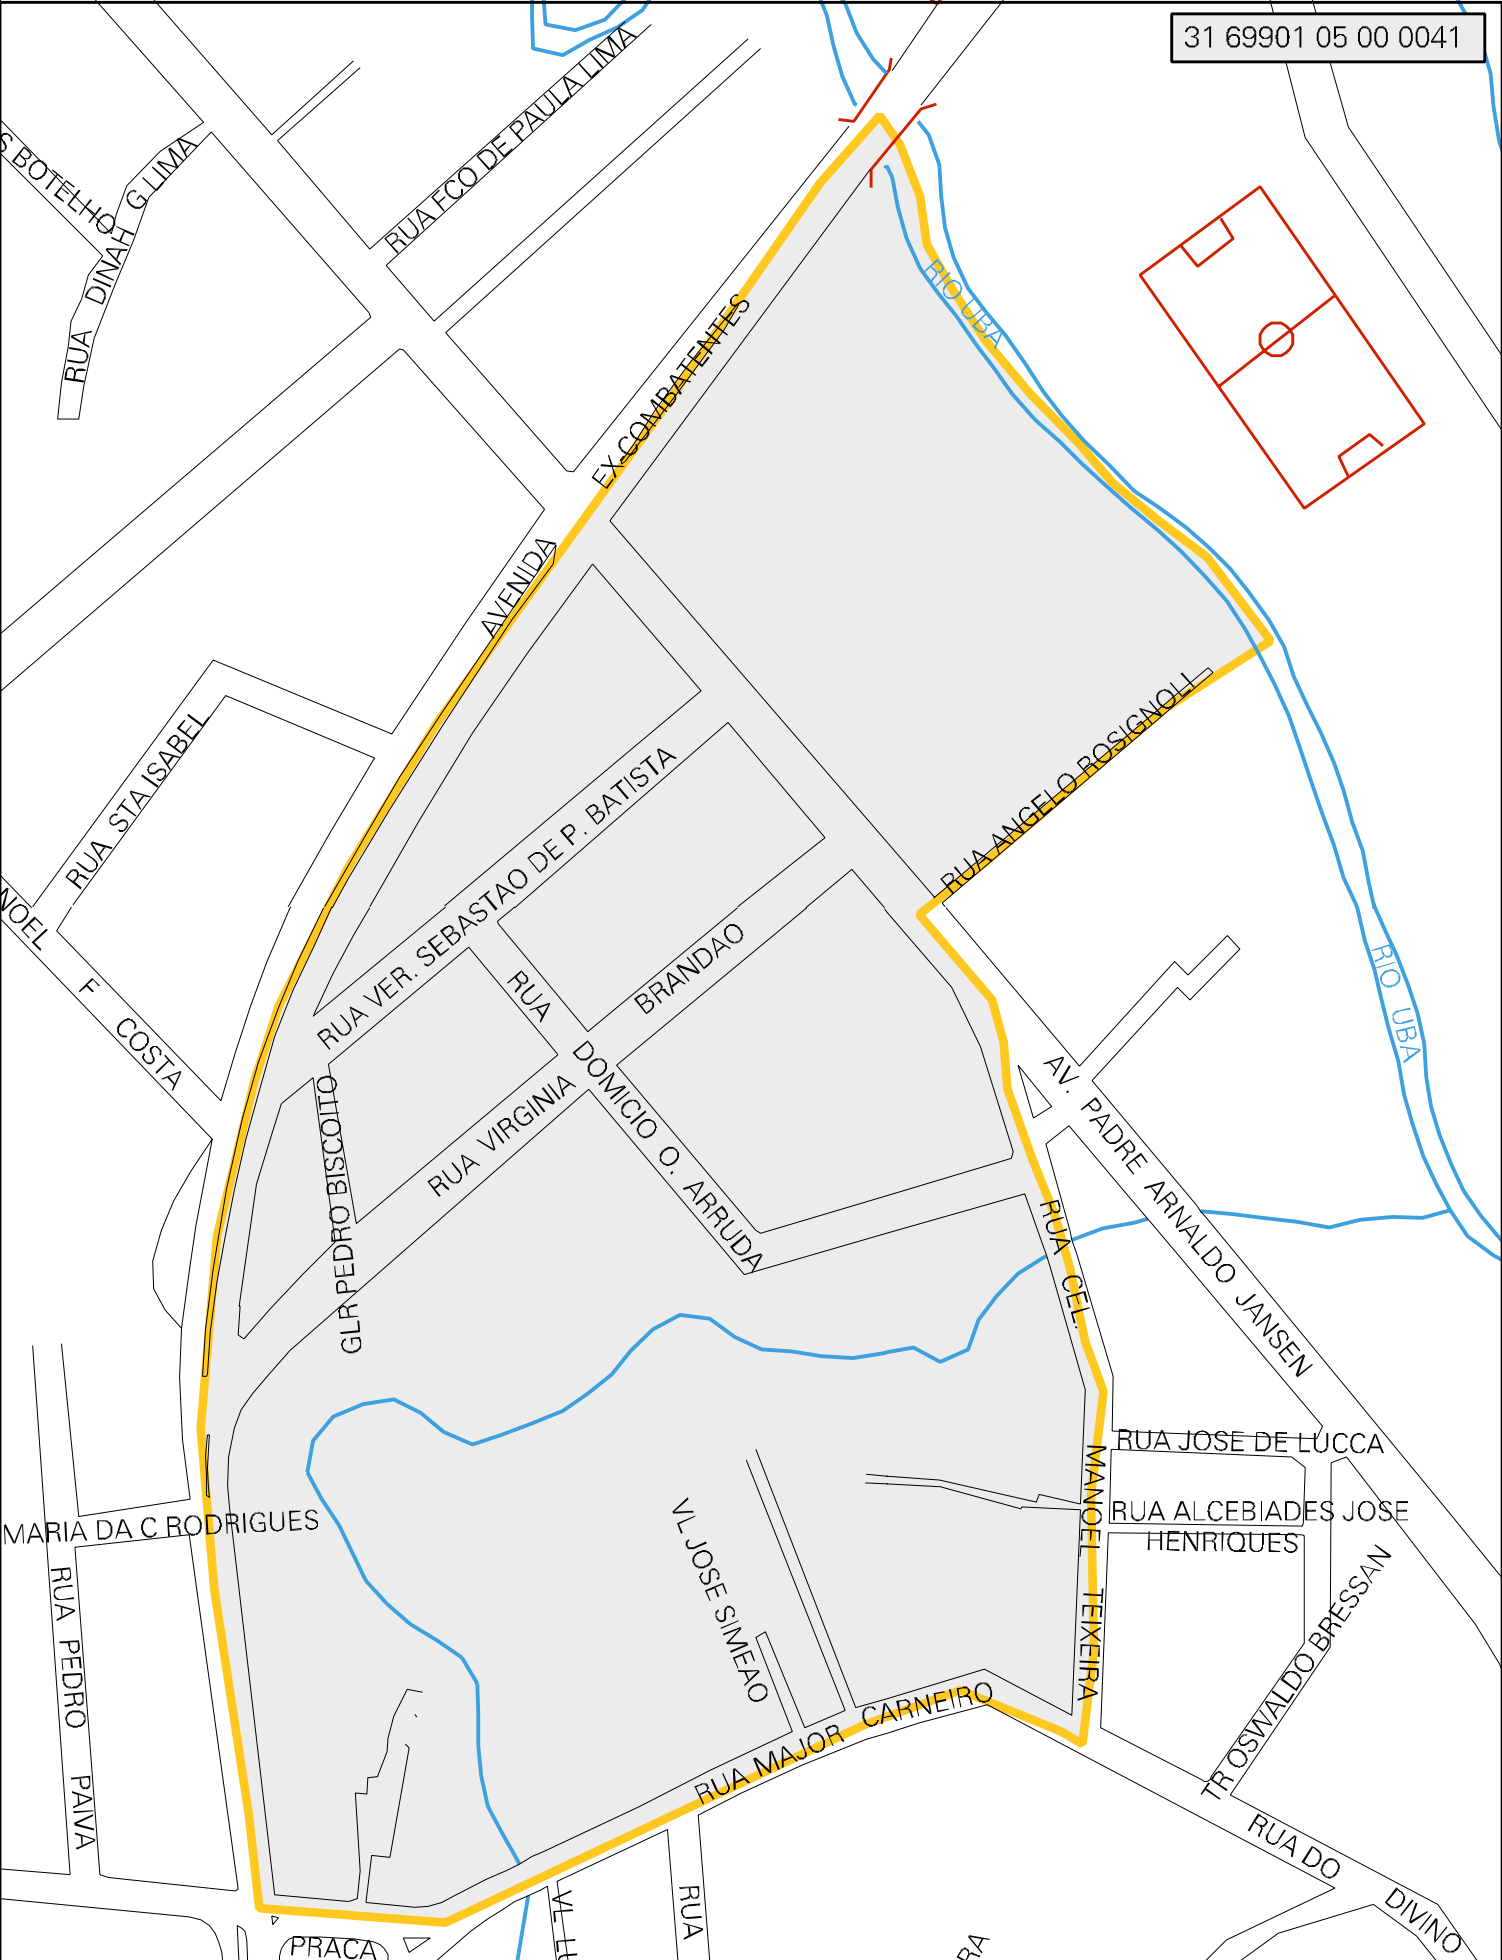 31 69901 05 00 0041
RUA FCO DE PAULA LIMA
S BOTELHO
RUA DINAH G LIMA
RIO UBA
AVENIDA EX-COMBATENTES
RUA STA ISABEL
RUA ANGELO ROSIGNOLI
RUA VER. SEBASTAO DE P. BATISTA
NOEL F COSTA
RUA VIRGINIA BRANDAO
RUA DOMICIO O. ARRUDA
RIO UBA
GLR PEDRO BISCOITO
AV. PADRE ARNALDO JANSEN
RUA CEL. MANOEL TEIXEIRA
RUA JOSE DE LUCCA
RUA ALCEBIADES JOSE
HENRIQUES
MARIA DA C RODRIGUES
RUA PEDRO PAIVA
VL JOSE SIMEAO
TR OSWALDO BRESSAN
RUA MAJOR CARNEIRO
RUA DO DIVINO
VL LU
RUA
PRACA
RA